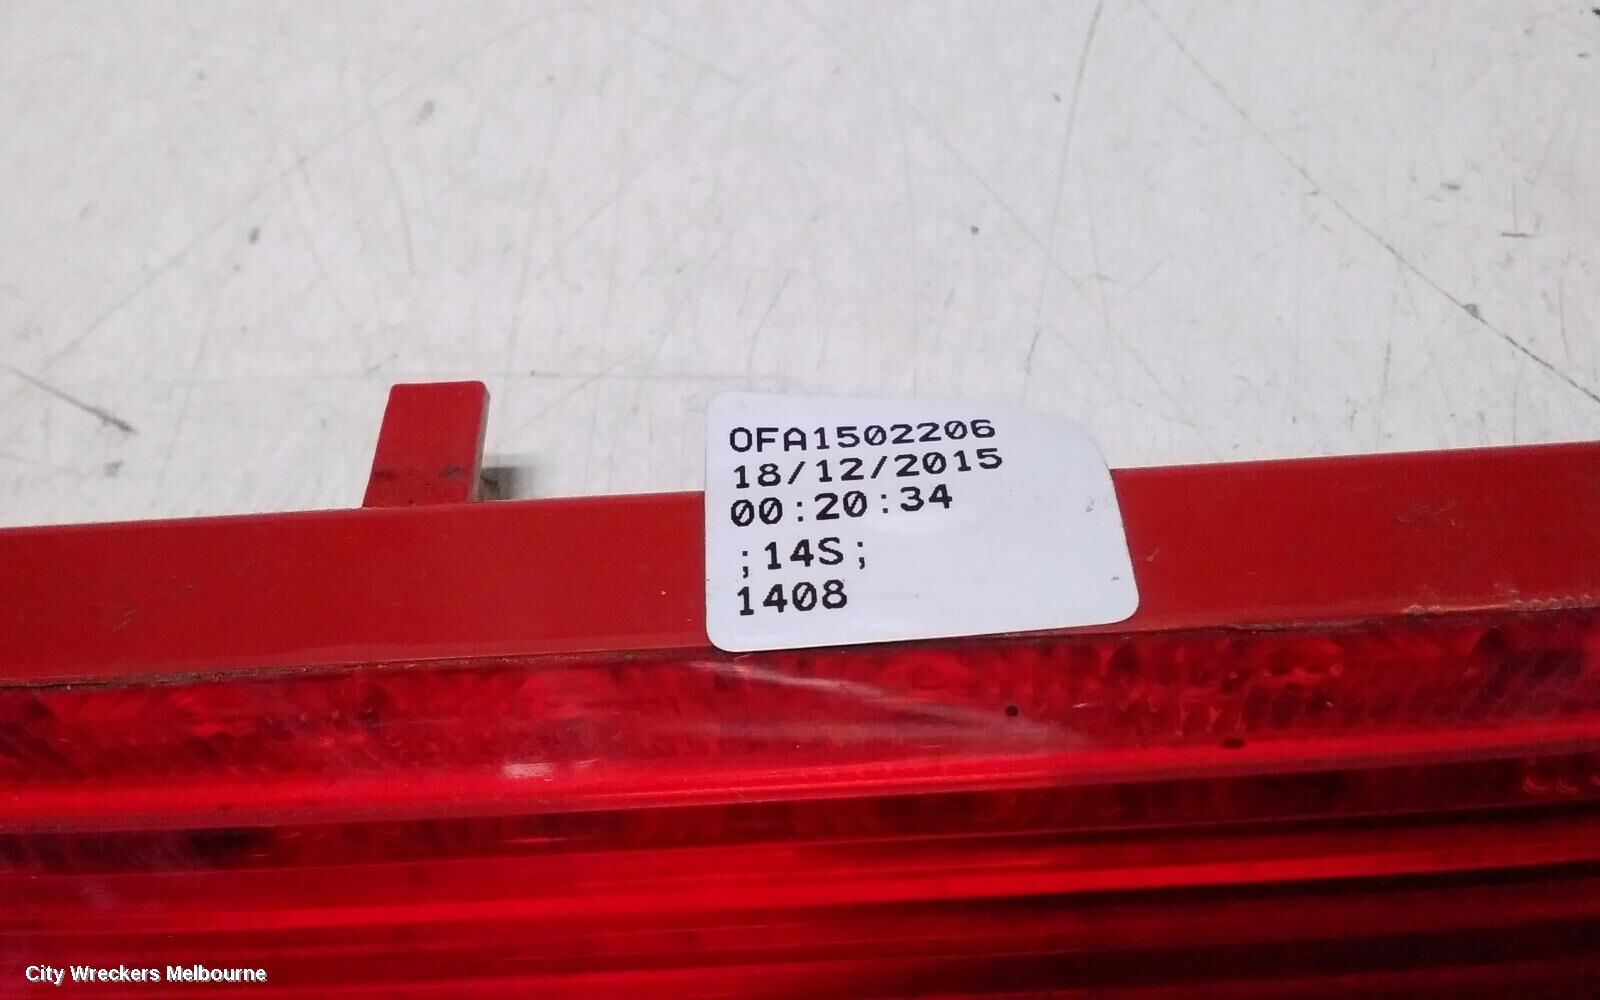 OFA1502206
18/12/2015
00:20:34
;14S;
1408
City Wreckers Melbourne